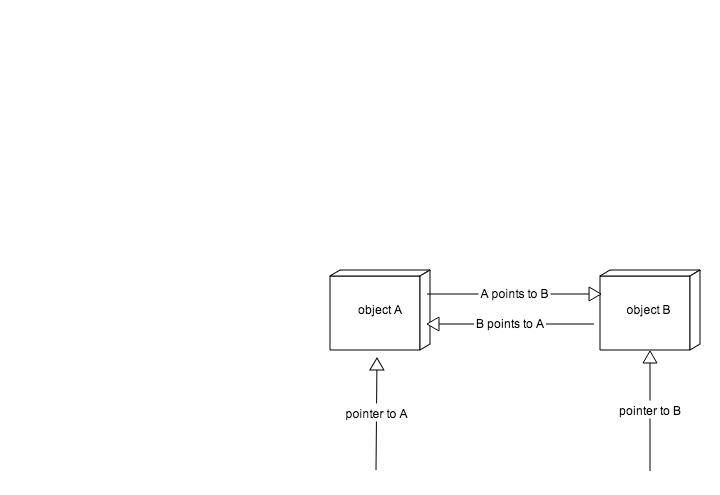 A points to B
object A
object B
B points to A
pointer to A
pointer to B